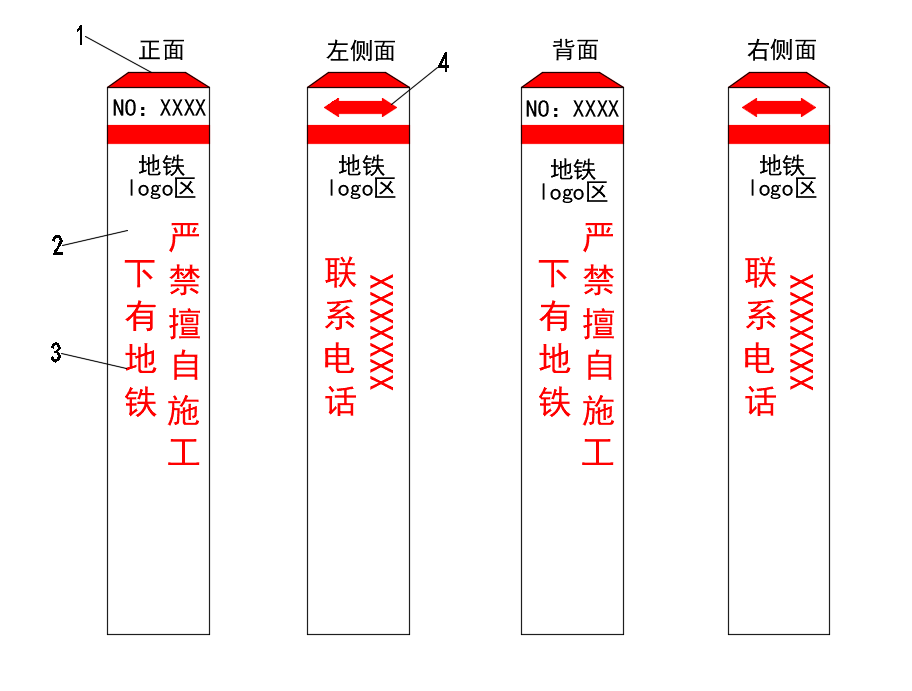 1
正面
左侧面
背面
右侧面
4
NO: XXXX
NO: XXXX
地铁
logo区
地铁
logo区
地铁
logo区
地铁
logo区
2
3
严禁擅自施工
下有地铁
联系电话
XXXXXXX
严禁擅自施工
下有地铁
联系电话
XXXXXXX